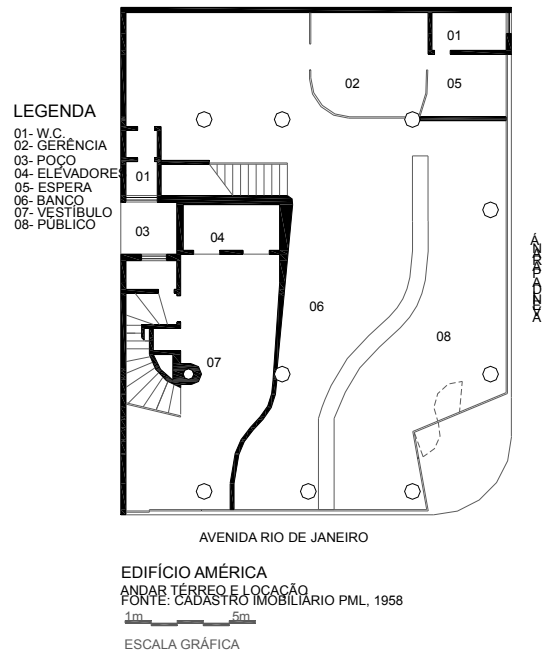 01
02
05
LEGENDA
01- W.C.
02- GERÊNCIA
03- POÇO
04- ELEVADORES
05- ESPERA
06- BANCO
07- VESTÍBULO
08- PÚBLICO
01
03
04
06
08
07
AVENIDA RIO DE JANEIRO
EDIFÍCIO AMÉRICA
ANDAR TÉRREO E LOCAÇÃO
FONTE: CADASTRO IMOBILIÁRIO PML, 1958
1m 5m
ESCALA GRÁFICA